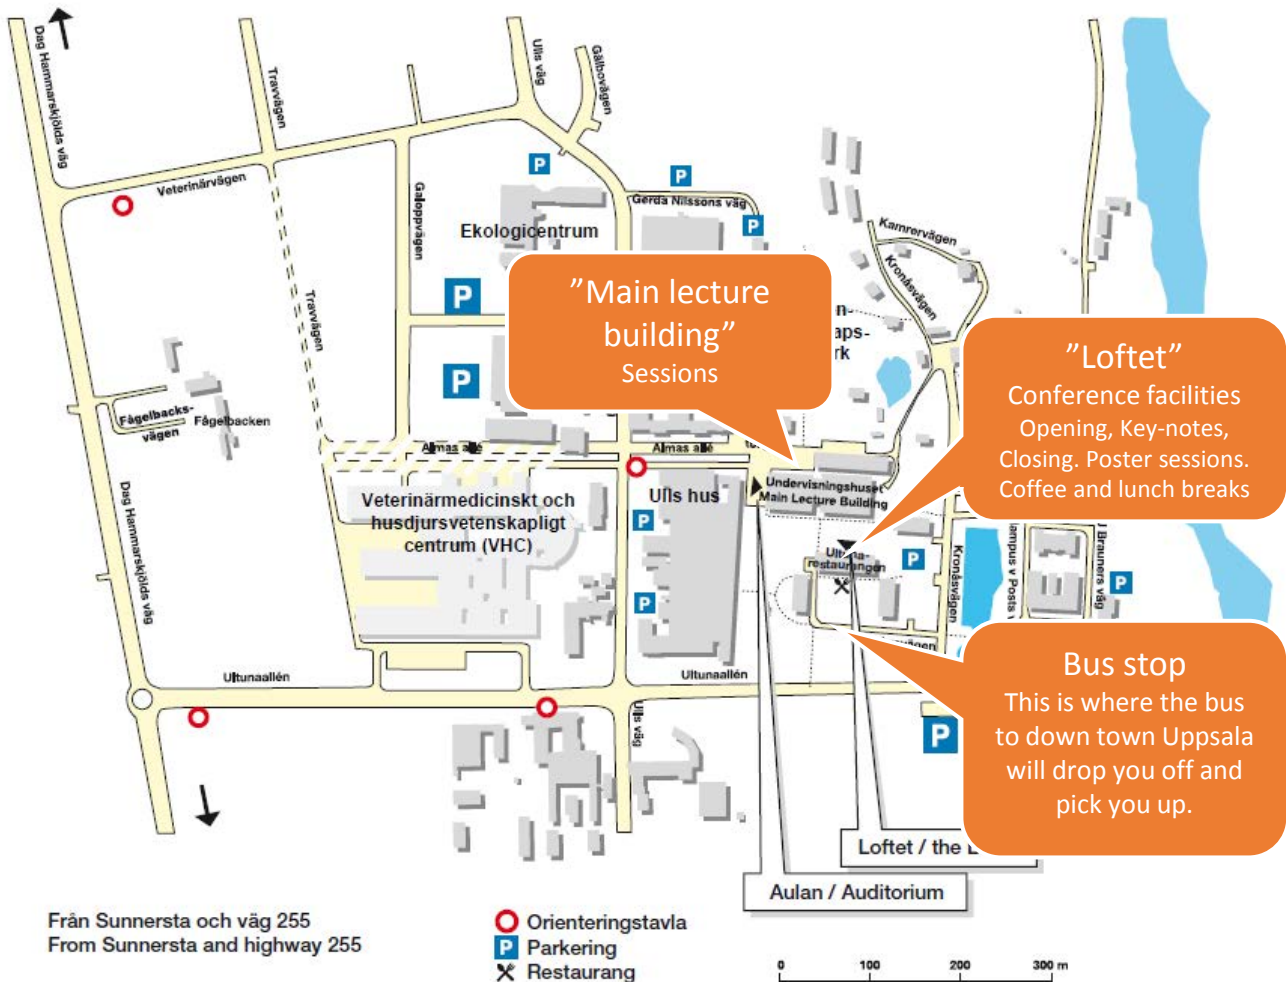 Dag Hammarskjölds väg
Travvägen
Ulls väg
Gälbovägen
Veterinärvägen
Galoppvägen
P
P
Gerda Nilssons väg
P
Ekologicentrum
Kamrervägen
Kronåsvägen
P
Travvägen
"Main lecture
building"
Sessions
P
"Loftet"
Conference facilities
Opening, Key-notes,
Closing. Poster sessions.
Coffee and lunch breaks
Fågelbacks-
vägen
Fågelbacken
Almas allé
Almas allé
Veterinärmedicinskt och
husdjursvetenskapligt
centrum (VHC)
Ulls hus
Undervisningshuset
Main Lecture Building
P
P
P
P
restaurangen
Kronåsvägen
Brauners väg
Dag Hammarskjölds väg
Ultunaallén
Ultunaallén
Ulls väg
P
Bus stop
This is where the bus
to down town Uppsala
will drop you off and
pick you up.
Loftet / the
Aulan / Auditorium
Från Sunnersta och väg 255
From Sunnersta and highway 255
Orienteringstavla
P Parkering
Restaurang
0 100 200 300 m